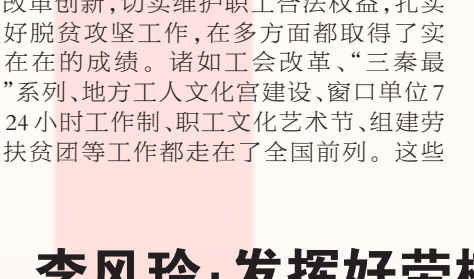 改革创新,切实维护职工合法权益,扎实
好脱贫攻坚工作,在多方面都取得了实
在在的成绩。诸如工会改革、“三秦最
”系列、地方工人文化宫建设、窗口单位7
24小时工作制、职工文化艺术节、组建劳
扶贫团等工作都走在了全国前列。这些
李风玲:发挥好劳模